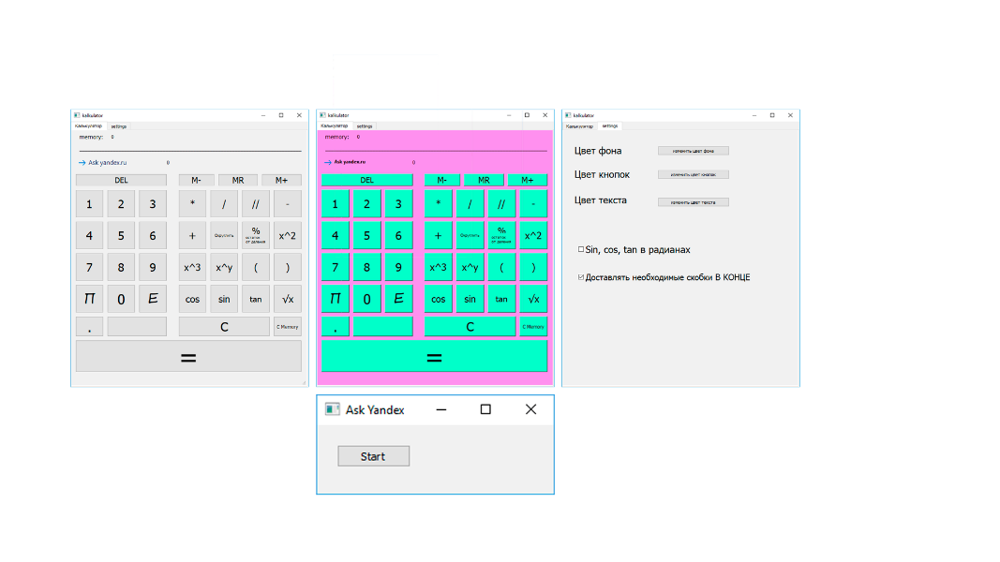 kalkulator
Калькулятор settings
memory: 0
Ask yandex.ru 0
DEL M- MR M+
1 2 3 * / // -
4 5 6 + Округлить % остаток от деления x^2
7 8 9 x^3 x^y ( )
П 0 E cos sin tan √x
. C C Memory
=
kalkulator
Калькулятор settings
memory: 0
Ask yandex.ru 0
DEL M- MR M+
1 2 3 * / // -
4 5 6 + Округлить % остаток от деления x^2
7 8 9 x^3 x^y ( )
П 0 E cos sin tan √x
. C C Memory
=
kalkulator
Калькулятор settings
Цвет фона изменить цвет фона
Цвет кнопок изменить цвет кнопок
Цвет текста изменить цвет текста
Sin, cos, tan в радианах
Доставлять необходимые скобки В КОНЦЕ
Ask Yandex
Start